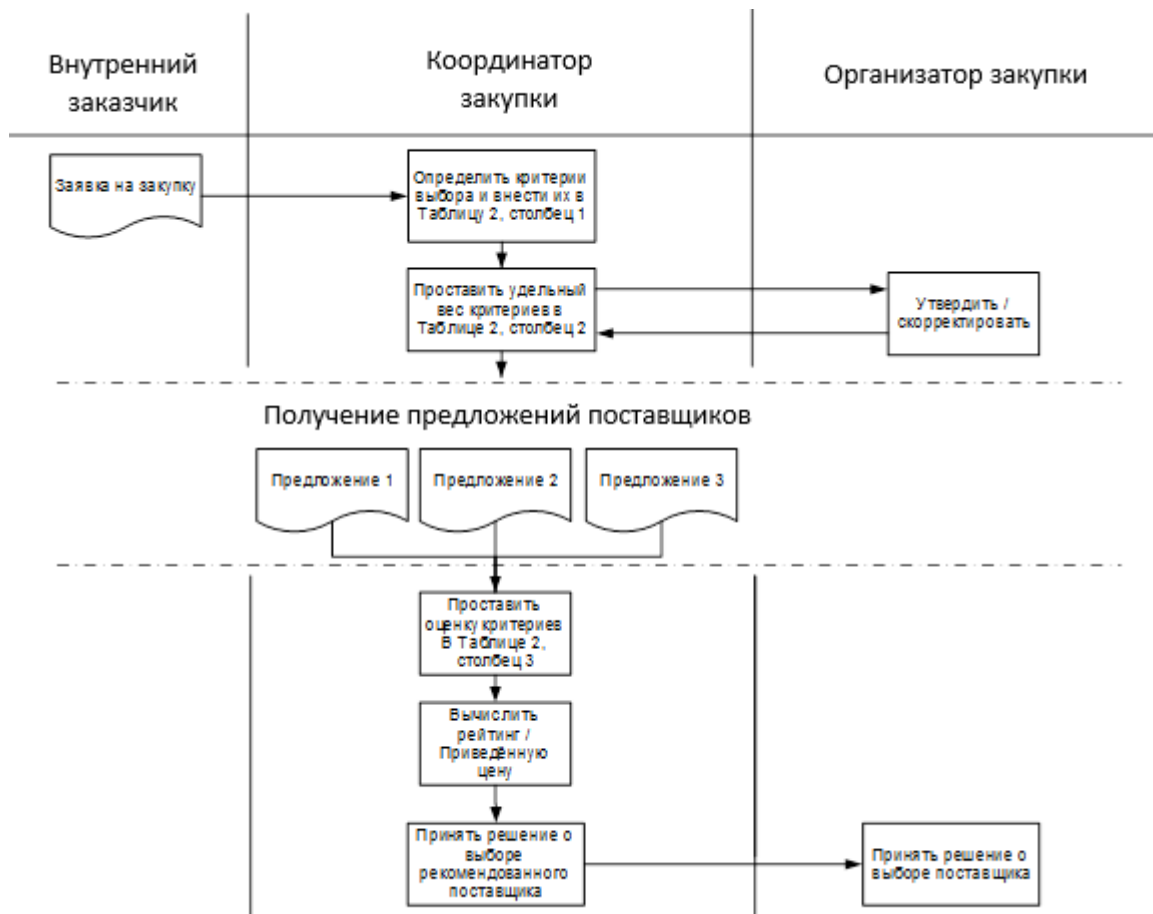 Внутренний
заказчик
Координатор
закупки
Организатор закупки
Заявка на закупку
Определить критерии
выбора и внести их в
Таблицу 2, столбец 1
Проставить удельный
вес критериев в
Таблице 2, столбец 2
Утвердить /
скорректировать
Получение предложений поставщиков
Предложение 1
Предложение 2
Предложение 3
Проставить
оценку критериев
В Таблице 2,
столбец 3
Вычислить
рейтинг /
Приведённую
цену
Принять решение о
выборе
рекомендованного
поставщика
Принять решение о
выборе поставщика